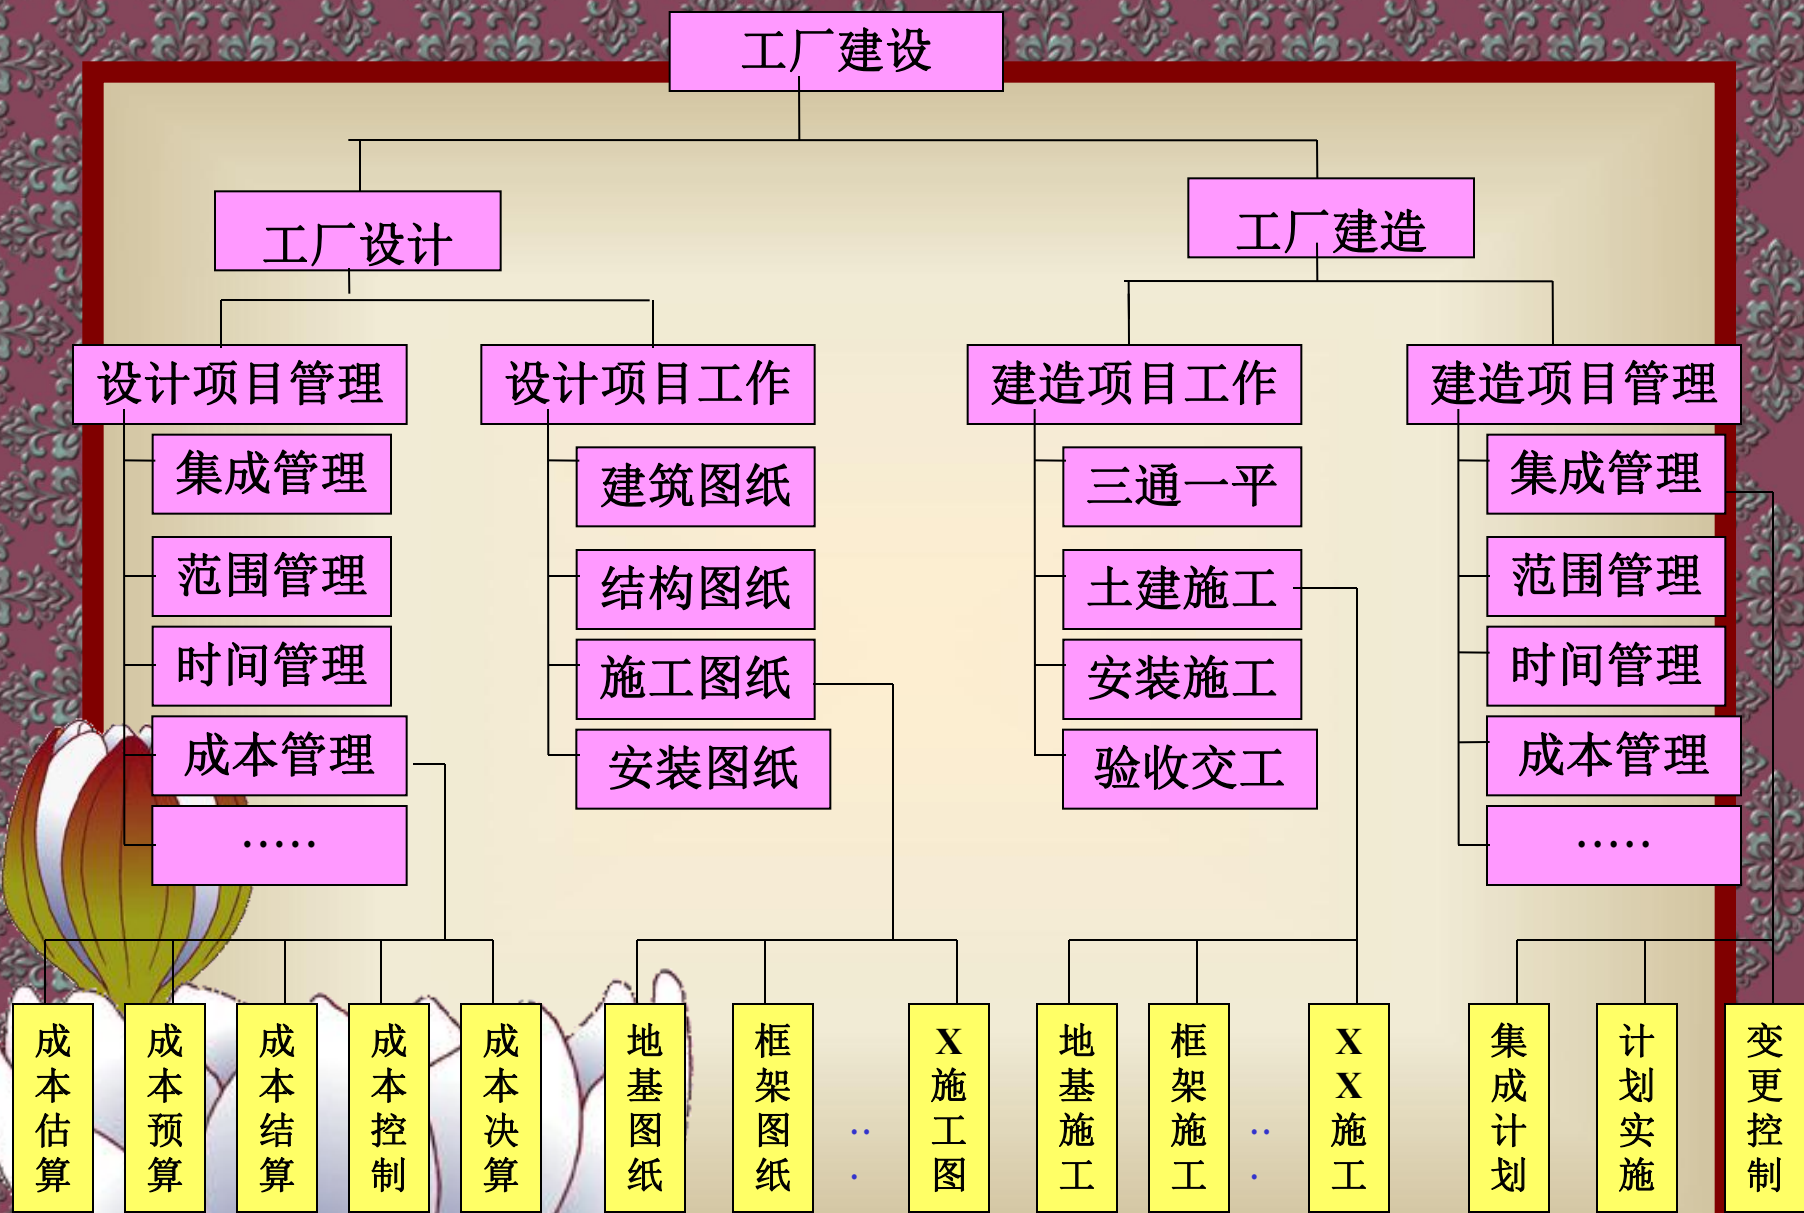 工厂建设
工厂设计
工厂建造
设计项目管理
设计项目工作
建造项目工作
建造项目管理
集成管理
范围管理
时间管理
成本管理
·····
建筑图纸
结构图纸
施工图纸
安装图纸
三通一平
土建施工
安装施工
验收交工
集成管理
范围管理
时间管理
成本管理
·····
成本估算
成本预算
成本结算
成本控制
成本决算
地基图纸
框架图纸
···
X施工图
地基施工
框架施工
···
XX施工
集成计划
计划实施
变更控制